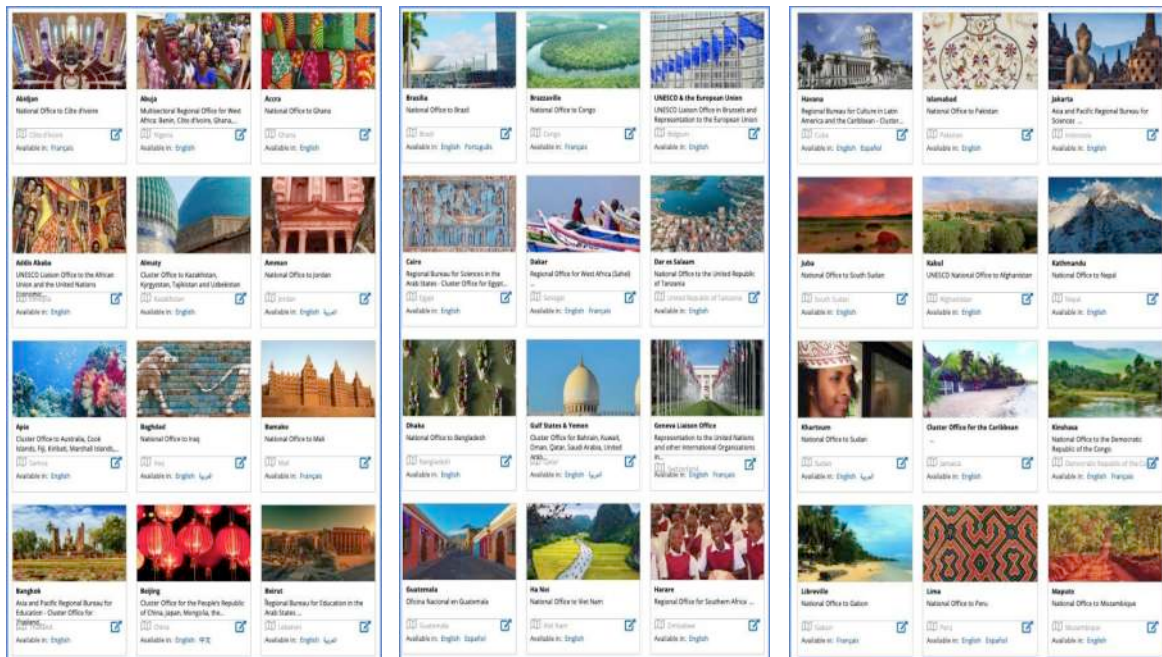 Abidjan
National Office to Côte d'Ivoire
Côte d'Ivoire
Available in: Français
Abuja
Multisectoral Regional Office for West
Africa: Benin, Côte d'Ivoire, Ghana,...
Nigeria
Available in: English
Accra
National Office to Ghana
Ghana
Available in: English
Addis Ababa
UNESCO Liaison Office to the African
Union and the United Nations
Economic...
Ethiopia
Available in: English
Almaty
Cluster Office to Kazakhstan,
Kyrgyzstan, Tajikistan and Uzbekistan
Kazakhstan
Available in: English
Amman
National Office to Jordan
Jordan
Available in: English العربية
Apia
Cluster Office to Australia, Cook
Islands, Fiji, Kiribati, Marshall Islands,...
Samoa
Available in: English
Baghdad
National Office to Iraq
Iraq
Available in: English العربية
Bamako
National Office to Mali
Mali
Available in: Français
Bangkok
Asia and Pacific Regional Bureau for
Education - Cluster Office for
Thailand...
Thailand
Available in: English
Beijing
Cluster Office for the People's Republic
of China, Japan, Mongolia, the...
China
Available in: English 中文
Beirut
Regional Bureau for Education in the
Arab States ...
Lebanon
Available in: English العربية
Brasilia
National Office to Brazil
Brazil
Available in: English Português
Brazzaville
National Office to Congo
Congo
Available in: Français
UNESCO & the European Union
UNESCO Liaison Office in Brussels and
Representation to the European Union
Belgium
Available in: English
Cairo
Regional Bureau for Sciences in the
Arab States - Cluster Office for Egypt...
Egypt
Available in: English
Dakar
Regional Office for West Africa (Sahel)
...
Senegal
Available in: English Français
Dar es Salaam
National Office to the United Republic
of Tanzania
United Republic of Tanzania
Available in: English
Dhaka
National Office to Bangladesh
Bangladesh
Available in: English
Gulf States & Yemen
Cluster Office for Bahrain, Kuwait,
Oman, Qatar, Saudi Arabia, United
Arab...
Qatar
Available in: English العربية
Geneva Liaison Office
Representation to the United Nations
and other International Organizations
in...
Switzerland
Available in: English Français
Guatemala
Oficina Nacional en Guatemala
Guatemala
Available in: English Español
Ha Noi
National Office to Viet Nam
Viet Nam
Available in: English
Harare
Regional Office for Southern Africa ...
Zimbabwe
Available in: English
Havana
Regional Bureau for Culture in Latin
America and the Caribbean - Cluster...
Cuba
Available in: English Español
Islamabad
National Office to Pakistan
Pakistan
Available in: English
Jakarta
Asia and Pacific Regional Bureau for
Sciences ...
Indonesia
Available in: English
Juba
National Office to South Sudan
South Sudan
Available in: English
Kabul
UNESCO National Office to Afghanistan
Afghanistan
Available in: English
Kathmandu
National Office to Nepal
Nepal
Available in: English
Khartoum
National Office to Sudan
Sudan
Available in: English العربية
Cluster Office for the Caribbean
...
Jamaica
Available in: English
Kinshasa
National Office to the Democratic
Republic of the Congo
Democratic Republic of the Co
Available in: English Français
Libreville
National Office to Gabon
Gabon
Available in: Français
Lima
National Office to Peru
Peru
Available in: English Español
Maputo
National Office to Mozambique
Mozambique
Available in: English